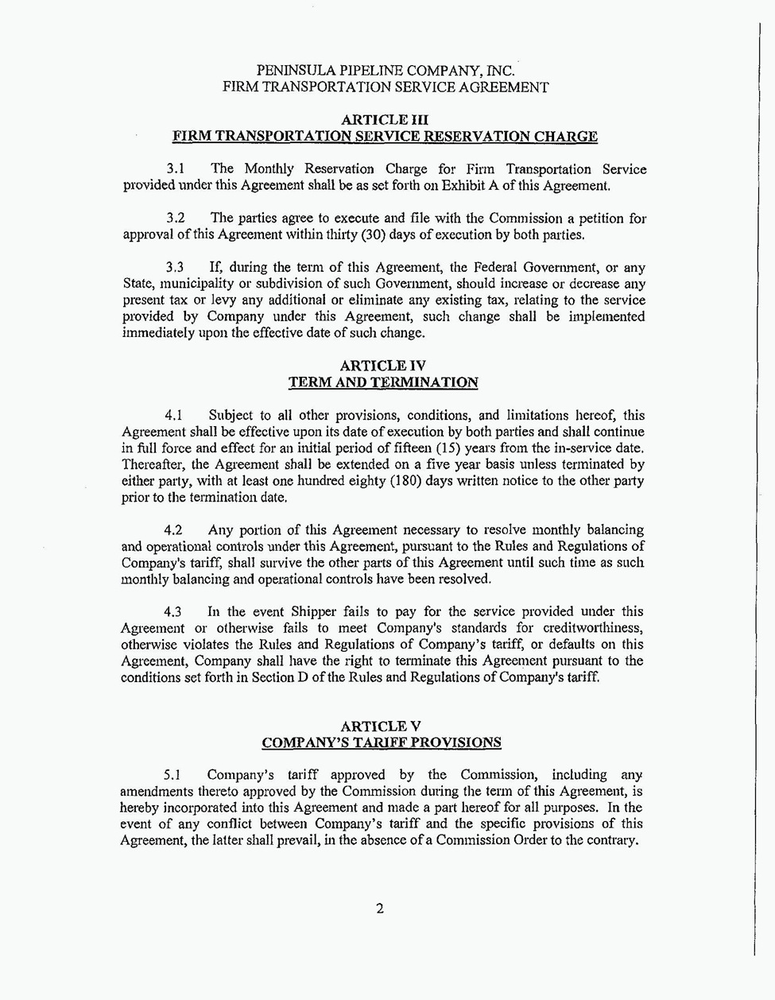 PENINSULA PIPELINE COMPANY, INC.
FIRM TRANSPORTATION SERVICE AGREEMENT
ARTICLE III
FIRM TRANSPORTATION SERVICE RESERVATION CHARGE
3.1 The Monthly Reservation Charge for Firm Transportation Service
provided under this Agreement shall be as set forth on Exhibit A of this Agreement.
3.2 The parties agree to execute and file with the Commission a petition for
approval of this Agreement within thirty (30) days of execution by both parties.
3.3 If, during the term of this Agreement, the Federal Government, or any
State, municipality or subdivision of such Government, should increase or decrease any
present tax or levy any additional or eliminate any existing tax, relating to the service
provided by Company under this Agreement, such change shall be implemented
immediately upon the effective date of such change.
ARTICLE IV
TERM AND TERMINATION
4.1 Subject to all other provisions, conditions, and limitations hereof, this
Agreement shall be effective upon its date of execution by both parties and shall continue
in full force and effect for an initial period of fifteen (15) years from the in-service date.
Thereafter, the Agreement shall be extended on a five year basis unless terminated by
either party, with at least one hundred eighty (180) days written notice to the other party
prior to the termination date.
4.2 Any portion of this Agreement necessary to resolve monthly balancing
and operational controls under this Agreement, pursuant to the Rules and Regulations of
Company's tariff, shall survive the other parts of this Agreement until such time as such
monthly balancing and operational controls have been resolved.
4.3 In the event Shipper fails to pay for the service provided under this
Agreement or otherwise fails to meet Company's standards for creditworthiness,
otherwise violates the Rules and Regulations of Company's tariff, or defaults on this
Agreement, Company shall have the right to terminate this Agreement pursuant to the
conditions set forth in Section D of the Rules and Regulations of Company's tariff.
ARTICLE V
COMPANY'S TARIFF PROVISIONS
5.1 Company's tariff approved by the Commission, including any
amendments thereto approved by the Commission during the term of this Agreement, is
hereby incorporated into this Agreement and made a part hereof for all purposes. In the
event of any conflict between Company's tariff and the specific provisions of this
Agreement, the latter shall prevail, in the absence of a Commission Order to the contrary.
2